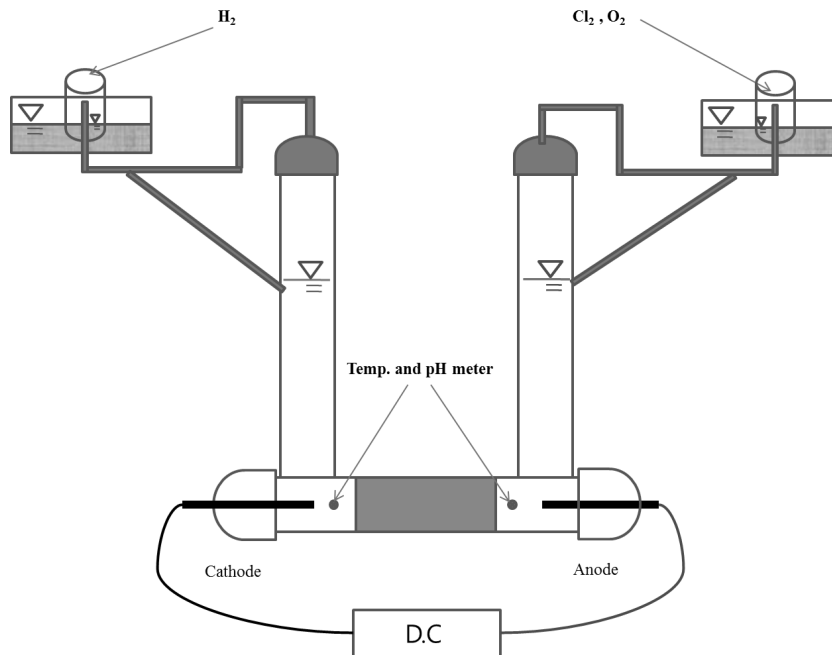 H₂
Cl₂ , O₂
Temp. and pH meter
Cathode
Anode
D.C